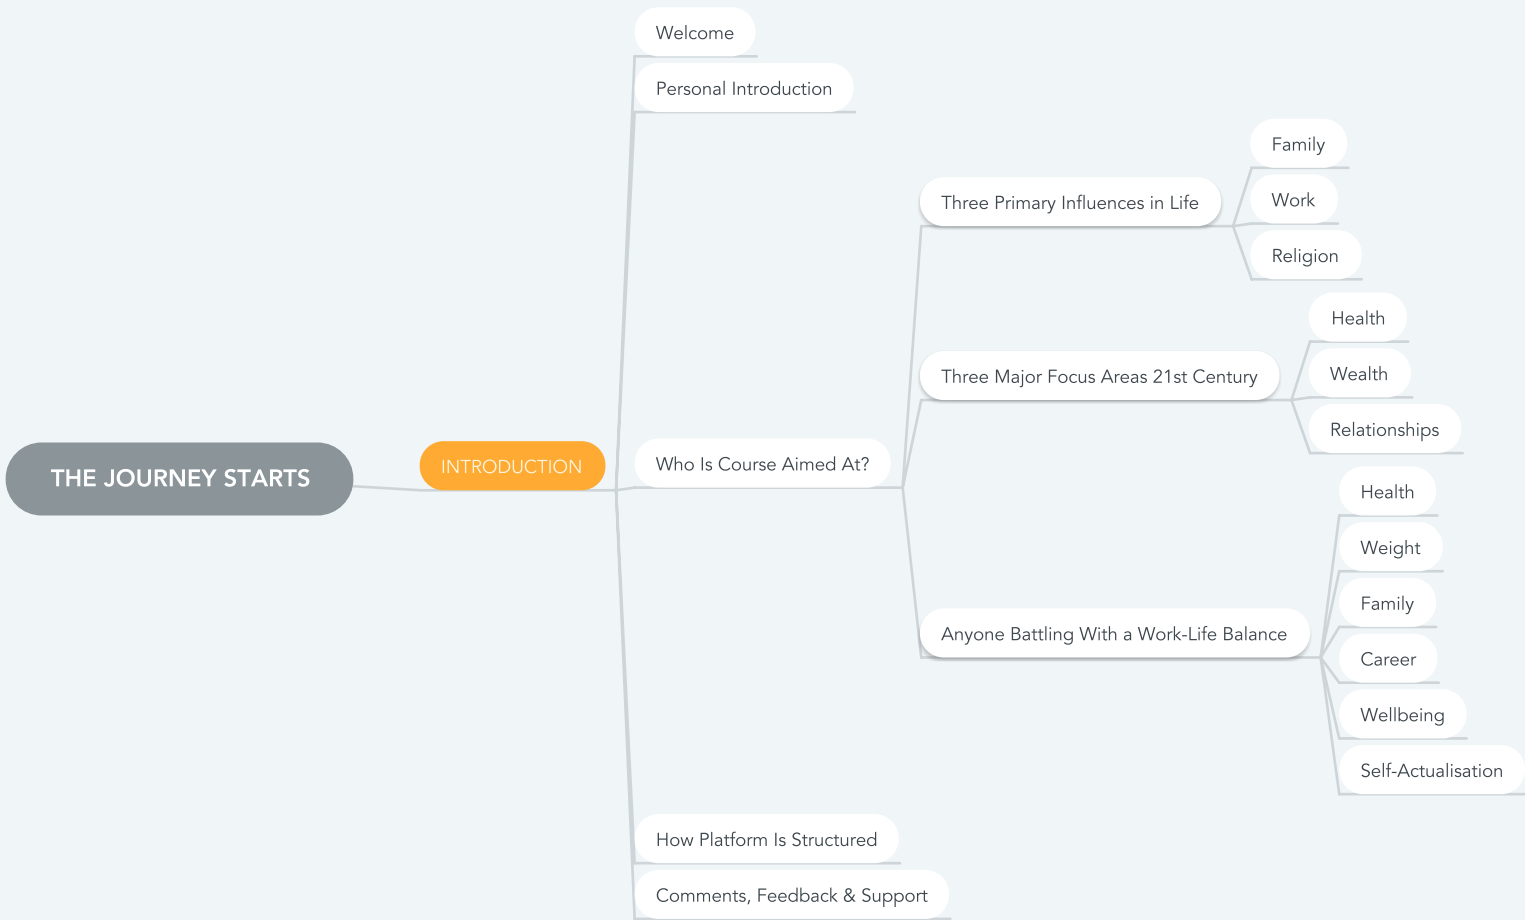 THE JOURNEY STARTS
INTRODUCTION
Welcome
Personal Introduction
Who Is Course Aimed At?
Three Primary Influences in Life
Family
Work
Religion
Three Major Focus Areas 21st Century
Health
Wealth
Relationships
Anyone Battling With a Work-Life Balance
Health
Weight
Family
Career
Wellbeing
Self-Actualisation
How Platform Is Structured
Comments, Feedback & Support